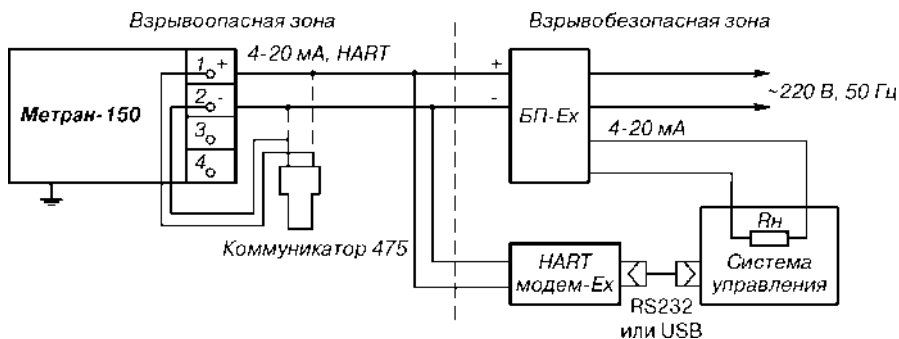 Взрывоопасная зона
Взрывобезопасная зона
4-20 мА, HART
1 +
2 -
3
4
Метран-150
+
-
БП-Ex
~220 В, 50 Гц
4-20 мА
Коммуникатор 475
HART
модем-Ex
RS232
или USB
Rн
Система
управления